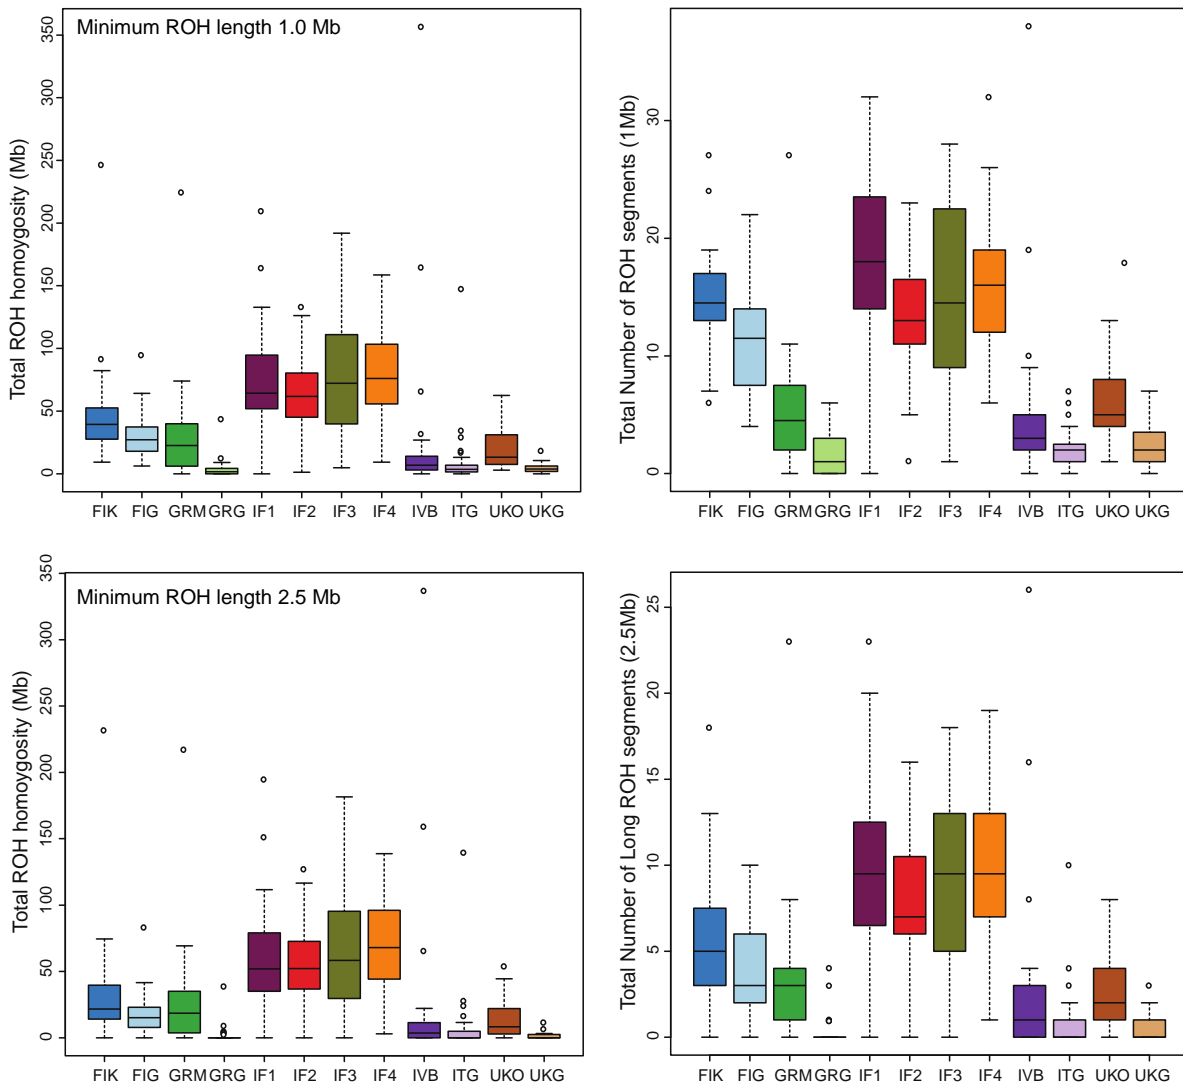 Minimum ROH length 1.0 Mb
Total ROH homoygosity (Mb)
0 50 100 150 200 250 300 350
FIK FIG GRM GRG IF1 IF2 IF3 IF4 IVB ITG UKO UKG
Total Number of ROH segments (1Mb)
0 10 20 30
FIK FIG GRM GRG IF1 IF2 IF3 IF4 IVB ITG UKO UKG
Minimum ROH length 2.5 Mb
Total ROH homoygosity (Mb)
0 50 100 150 200 250 300 350
FIK FIG GRM GRG IF1 IF2 IF3 IF4 IVB ITG UKO UKG
Total Number of Long ROH segments (2.5Mb)
0 5 10 15 20 25
FIK FIG GRM GRG IF1 IF2 IF3 IF4 IVB ITG UKO UKG